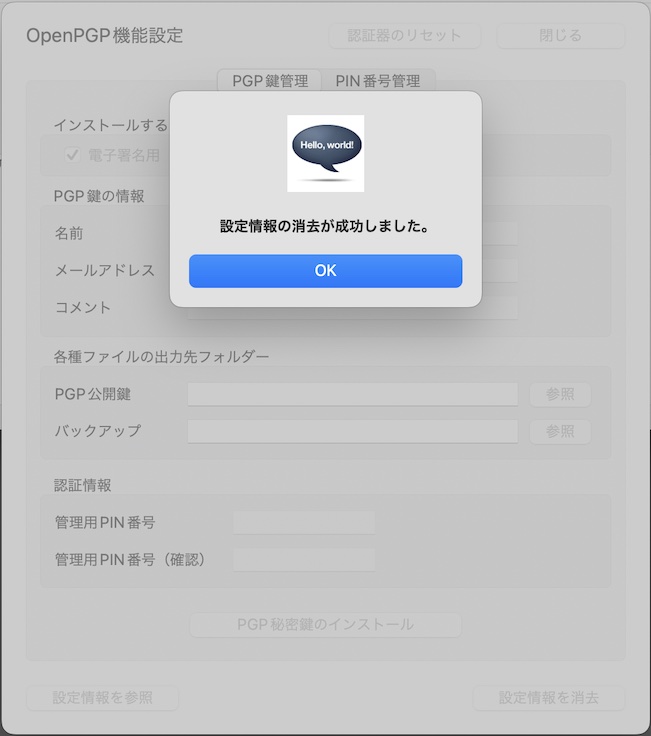 OpenPGP機能設定
認証器のリセット
閉じる
PGP鍵管理
PIN番号管理
インストールする
電子署名用
PGP鍵の情報
名前
メールアドレス
コメント
Hello, world!
設定情報の消去が成功しました。
OK
各種ファイルの出力先フォルダー
PGP公開鍵
参照
バックアップ
参照
認証情報
管理用PIN番号
管理用PIN番号（確認）
PGP秘密鍵のインストール
設定情報を参照
設定情報を消去